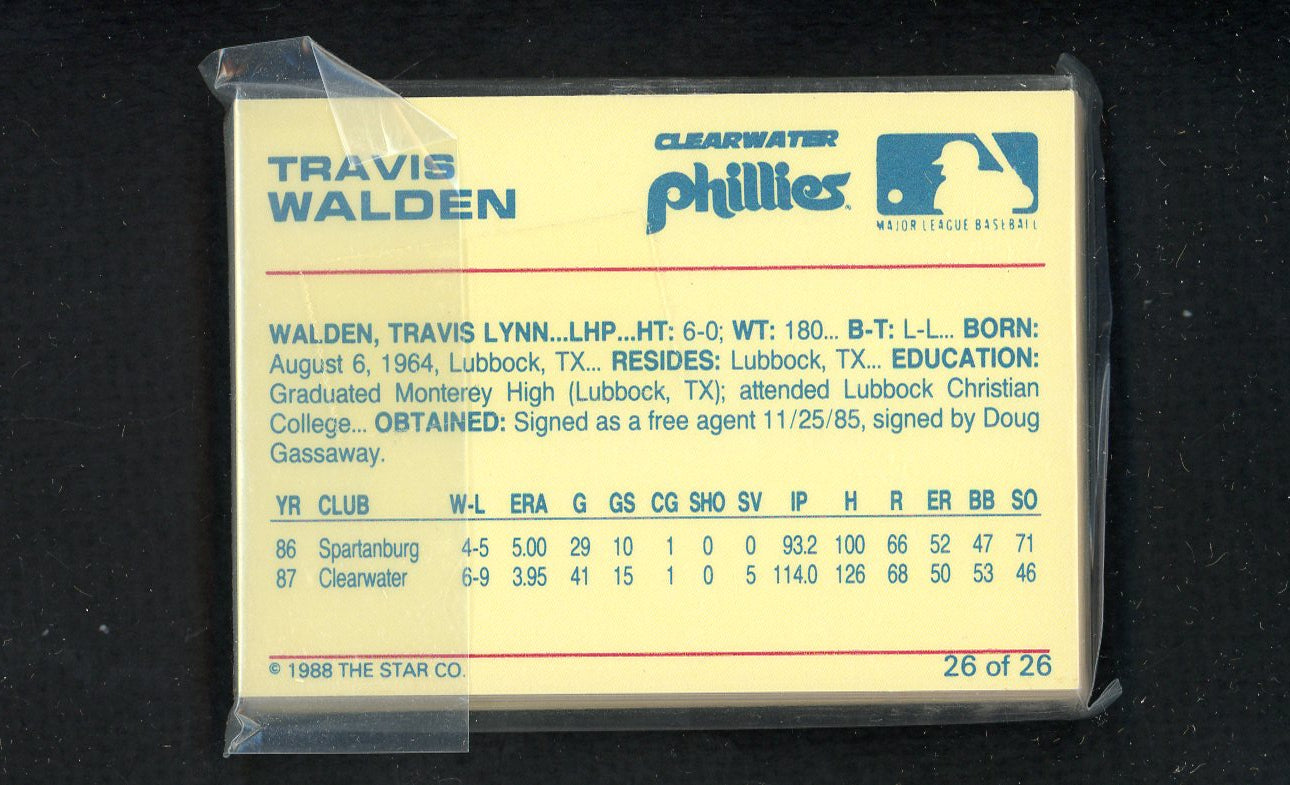 TRAVIS
WALDEN
CLEARWATER
phillies
MAJOR LEAGUE BASEBALL
WALDEN, TRAVIS LYNN...LHP...HT: 6-0; WT: 180... B-T: L-L... BORN:
August 6, 1964, Lubbock, TX... RESIDES: Lubbock, TX... EDUCATION:
Graduated Monterey High (Lubbock, TX); attended Lubbock Christian
College... OBTAINED: Signed as a free agent 11/25/85, signed by Doug
Gassaway.
YR CLUB W-L ERA G GS CG SHO SV IP H R ER BB SO
86 Spartanburg 4-5 5.00 29 10 1 0 0 93.2 100 66 52 47 71
87 Clearwater 6-9 3.95 41 15 1 0 5 114.0 126 68 50 53 46
© 1988 THE STAR CO. 26 of 26